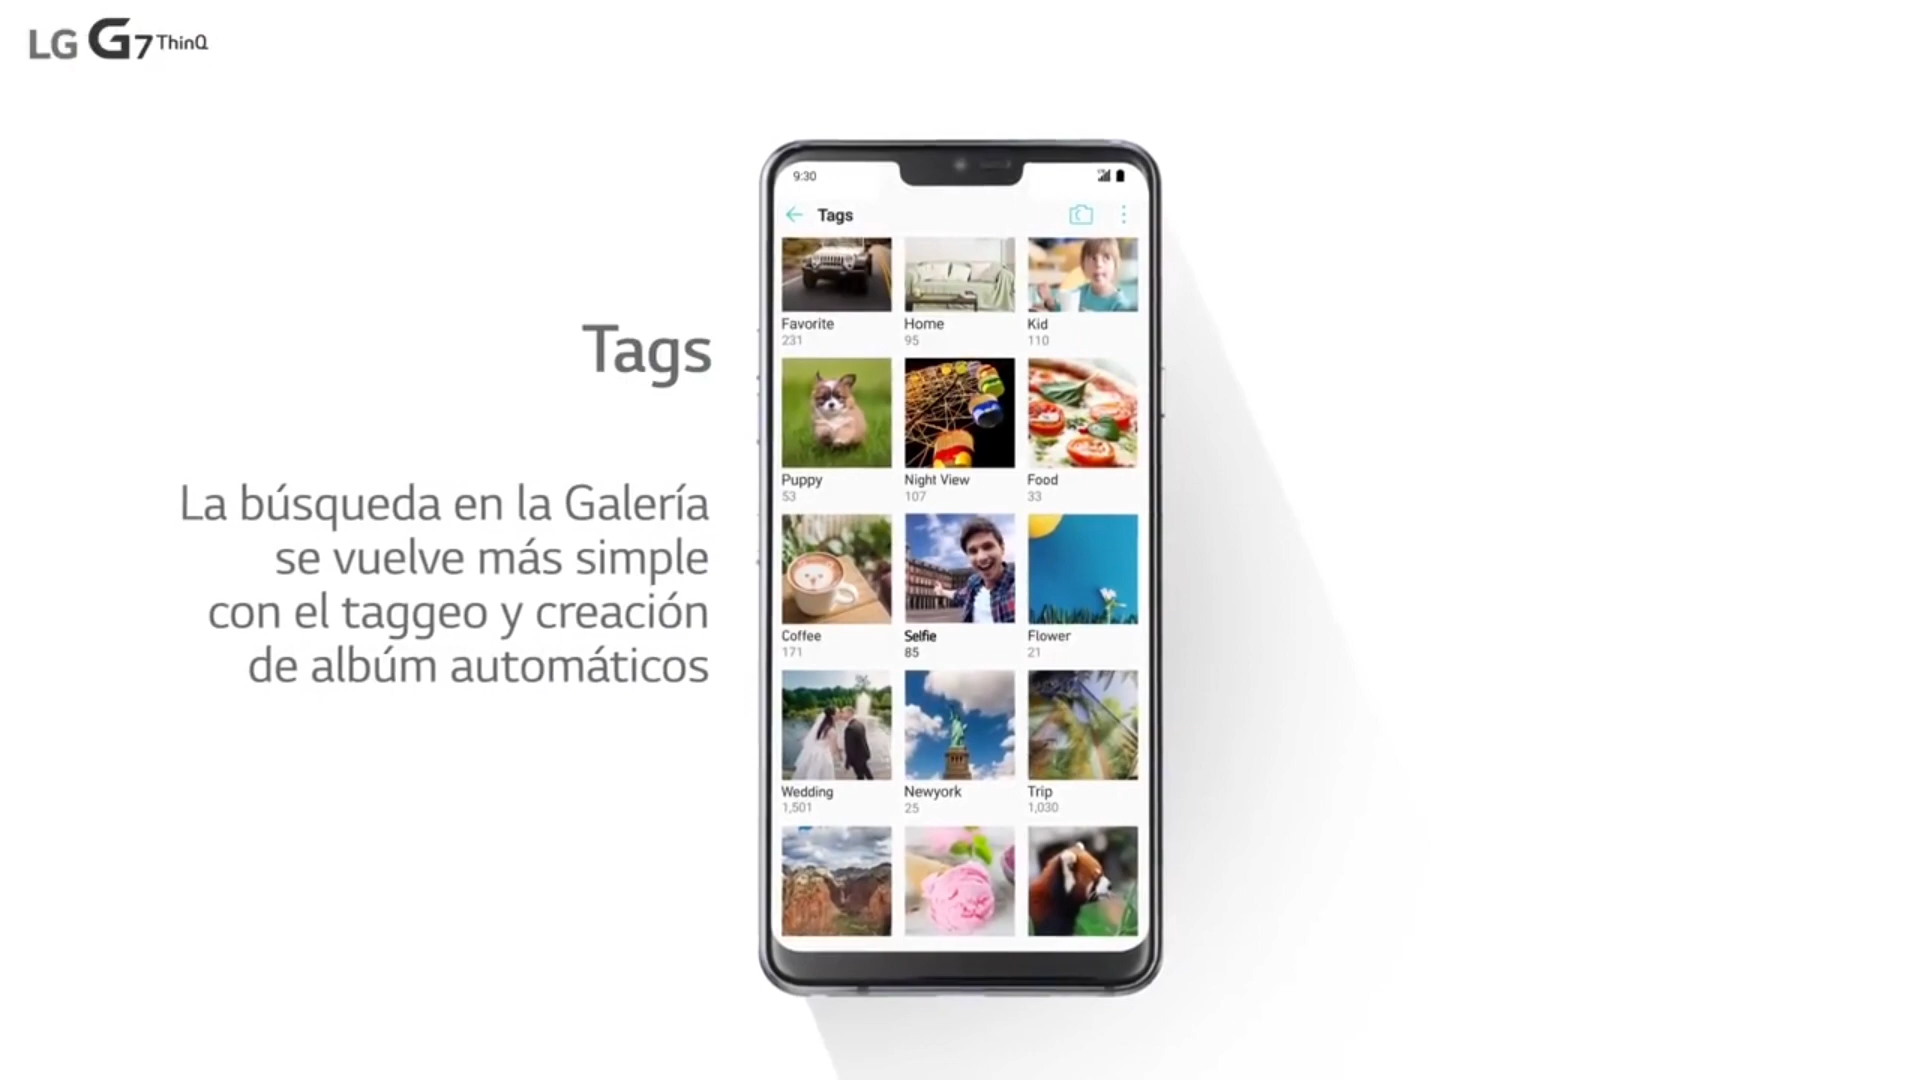 LG G7 ThinQ
Tags
La búsqueda en la Galería
se vuelve más simple
con el taggeo y creación
de albúm automáticos
9:30
Tags
Favorite Home Kid
231 95 110
Puppy Night View Food
53 107 33
Coffee Selfie Flower
171 85 21
Wedding Newyork Trip
1,501 25 1,030